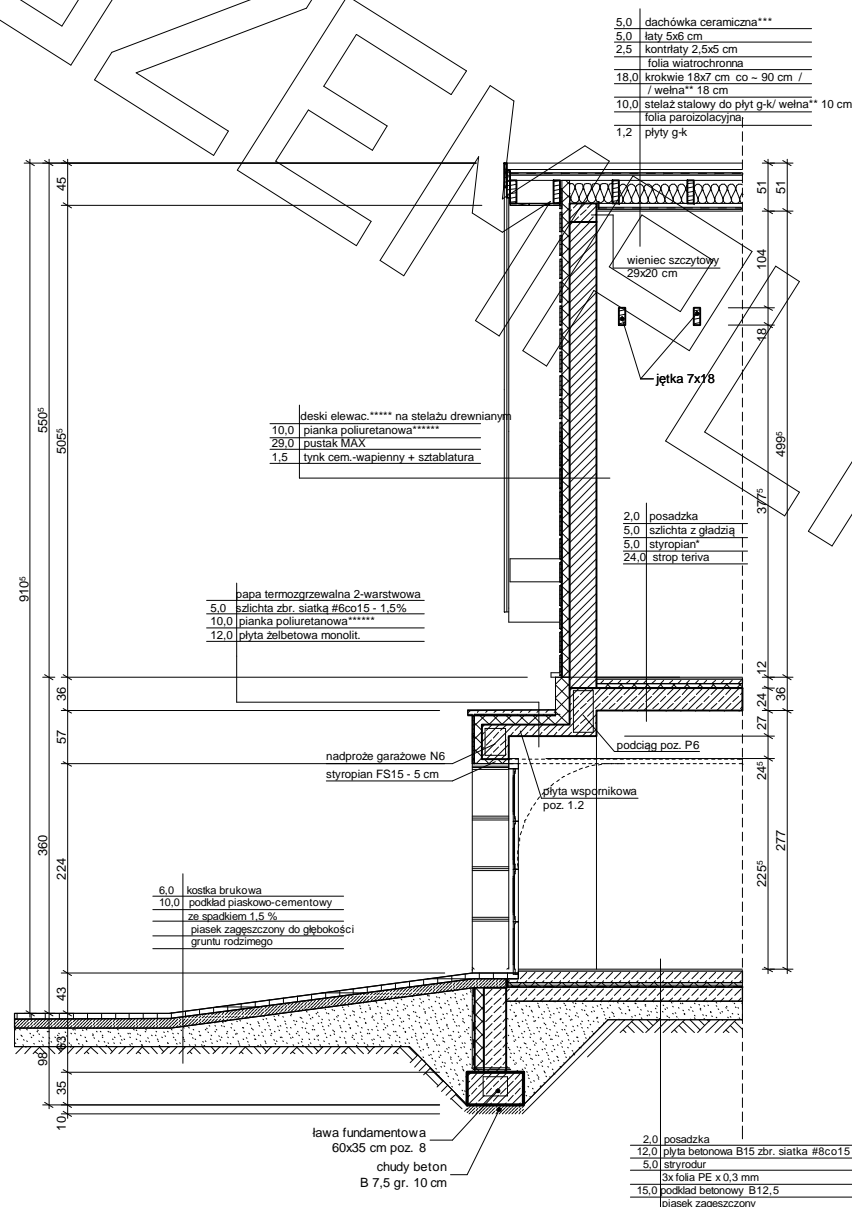 5,0 dachówka ceramiczna***
5,0 łaty 5x6 cm
2,5 kontrłaty 2,5x5 cm
folia wiatrochronna
18,0 krokwie 18x7 cm co ~ 90 cm /
/ wełna** 18 cm
10,0 stelaż stalowy do płyt g-k/ wełna** 10 cm
folia paroizolacyjna
1,2 płyty g-k
45
51
51
wieniec szczytowy
29x20 cm
104
18
jętka 7x18
550⁵
505⁵
deski elewac.***** na stelażu drewnianym
10,0 pianka poliuretanowa******
29,0 pustak MAX
1,5 tynk cem.-wapienny + sztablatura
499⁵
377⁵
2,0 posadzka
5,0 szlichta z gładzią
5,0 styropian*
24,0 strop teriva
910⁵
papa termozgrzewalna 2-warstwowa
5,0 szlichta zbr. siatką #6co15 - 1,5%
10,0 pianka poliuretanowa******
12,0 płyta żelbetowa monolit.
12
36
24
36
27
57
podciąg poz. P6
nadproże garażowe N6
styropian FS15 - 5 cm
24⁵
płyta wspornikowa
poz. 1.2
360
224
277
225⁵
6,0 kostka brukowa
10,0 podkład piaskowo-cementowy
ze spadkiem 1,5 %
piasek zagęszczony do głębokości
gruntu rodzimego
43
63
98
35
10
ława fundamentowa
60x35 cm poz. 8
chudy beton
B 7,5 gr. 10 cm
2,0 posadzka
12,0 płyta betonowa B15 zbr. siatka #8co15
5,0 stryrodur
3x folia PE x 0,3 mm
15,0 podkład betonowy B12,5
piasek zagęszczony